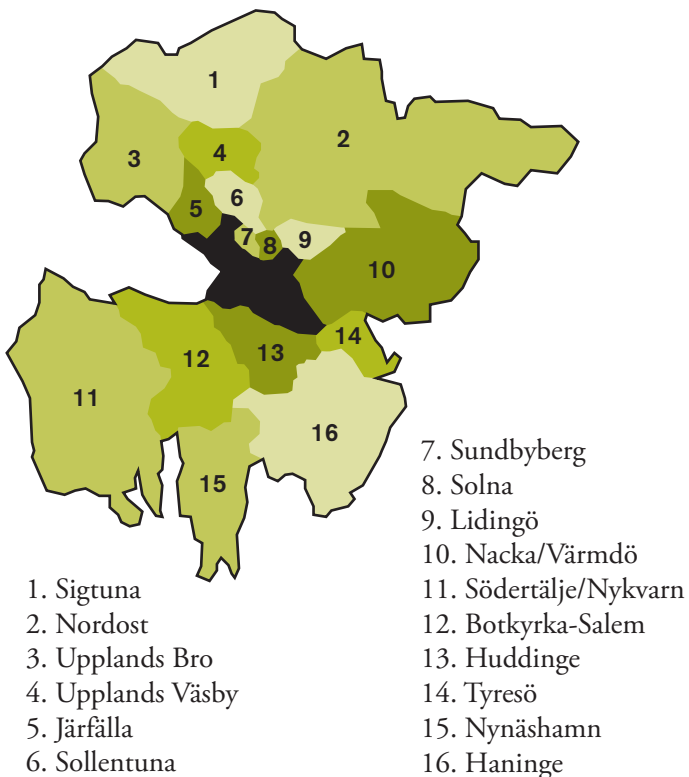 1
2
3
4
5
6
7
8
9
10
11
12
13
14
15
16
1. Sigtuna
2. Nordost
3. Upplands Bro
4. Upplands Väsby
5. Järfälla
6. Sollentuna
7. Sundbyberg
8. Solna
9. Lidingö
10. Nacka/Värmdö
11. Södertälje/Nykvarn
12. Botkyrka-Salem
13. Huddinge
14. Tyresö
15. Nynäshamn
16. Haninge